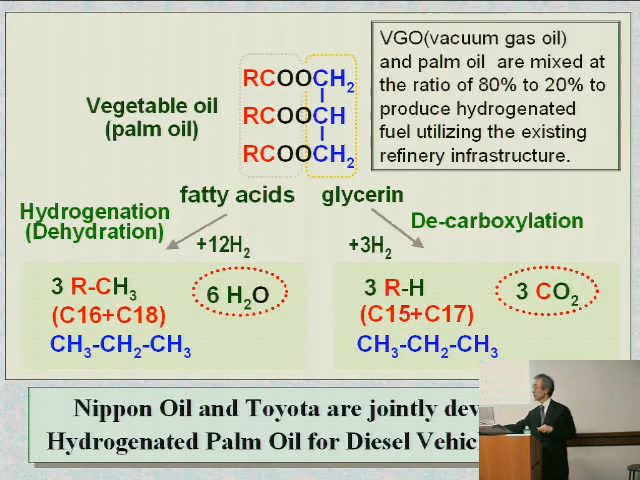 VGO(vacuum gas oil)
and palm oil are mixed at
the ratio of 80% to 20% to
produce hydrogenated
fuel utilizing the existing
refinery infrastructure.
Vegetable oil
(palm oil)
RCOOCH₂
RCOOCH
RCOOCH₂
fatty acids
glycerin
Hydrogenation
(Dehydration)
+12H₂
+3H₂
De-carboxylation
3 R-CH₃
(C16+C18)
CH₃-CH₂-CH₃
6 H₂O
3 R-H
(C15+C17)
CH₃-CH₂-CH₃
3 CO₂
Nippon Oil and Toyota are jointly
Hydrogenated Palm Oil for Diesel